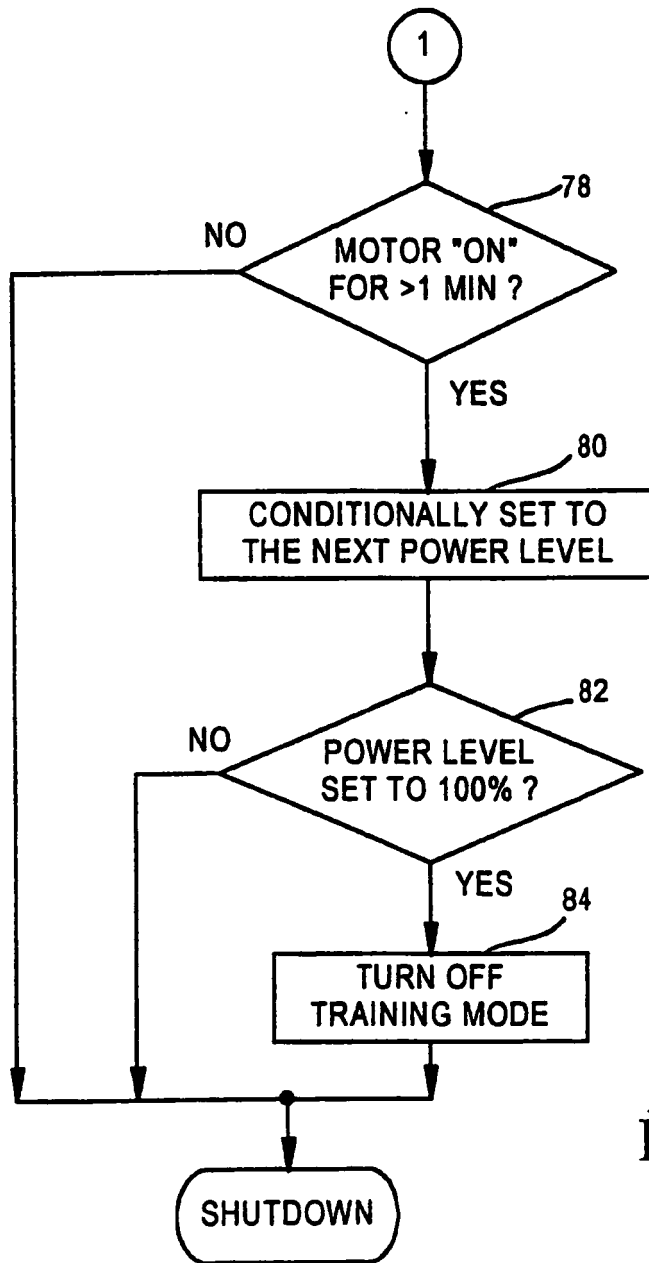 1
78
NO
MOTOR "ON"
FOR >1 MIN ?
YES
80
CONDITIONALLY SET TO
THE NEXT POWER LEVEL
82
NO
POWER LEVEL
SET TO 100% ?
YES
84
TURN OFF
TRAINING MODE
SHUTDOWN